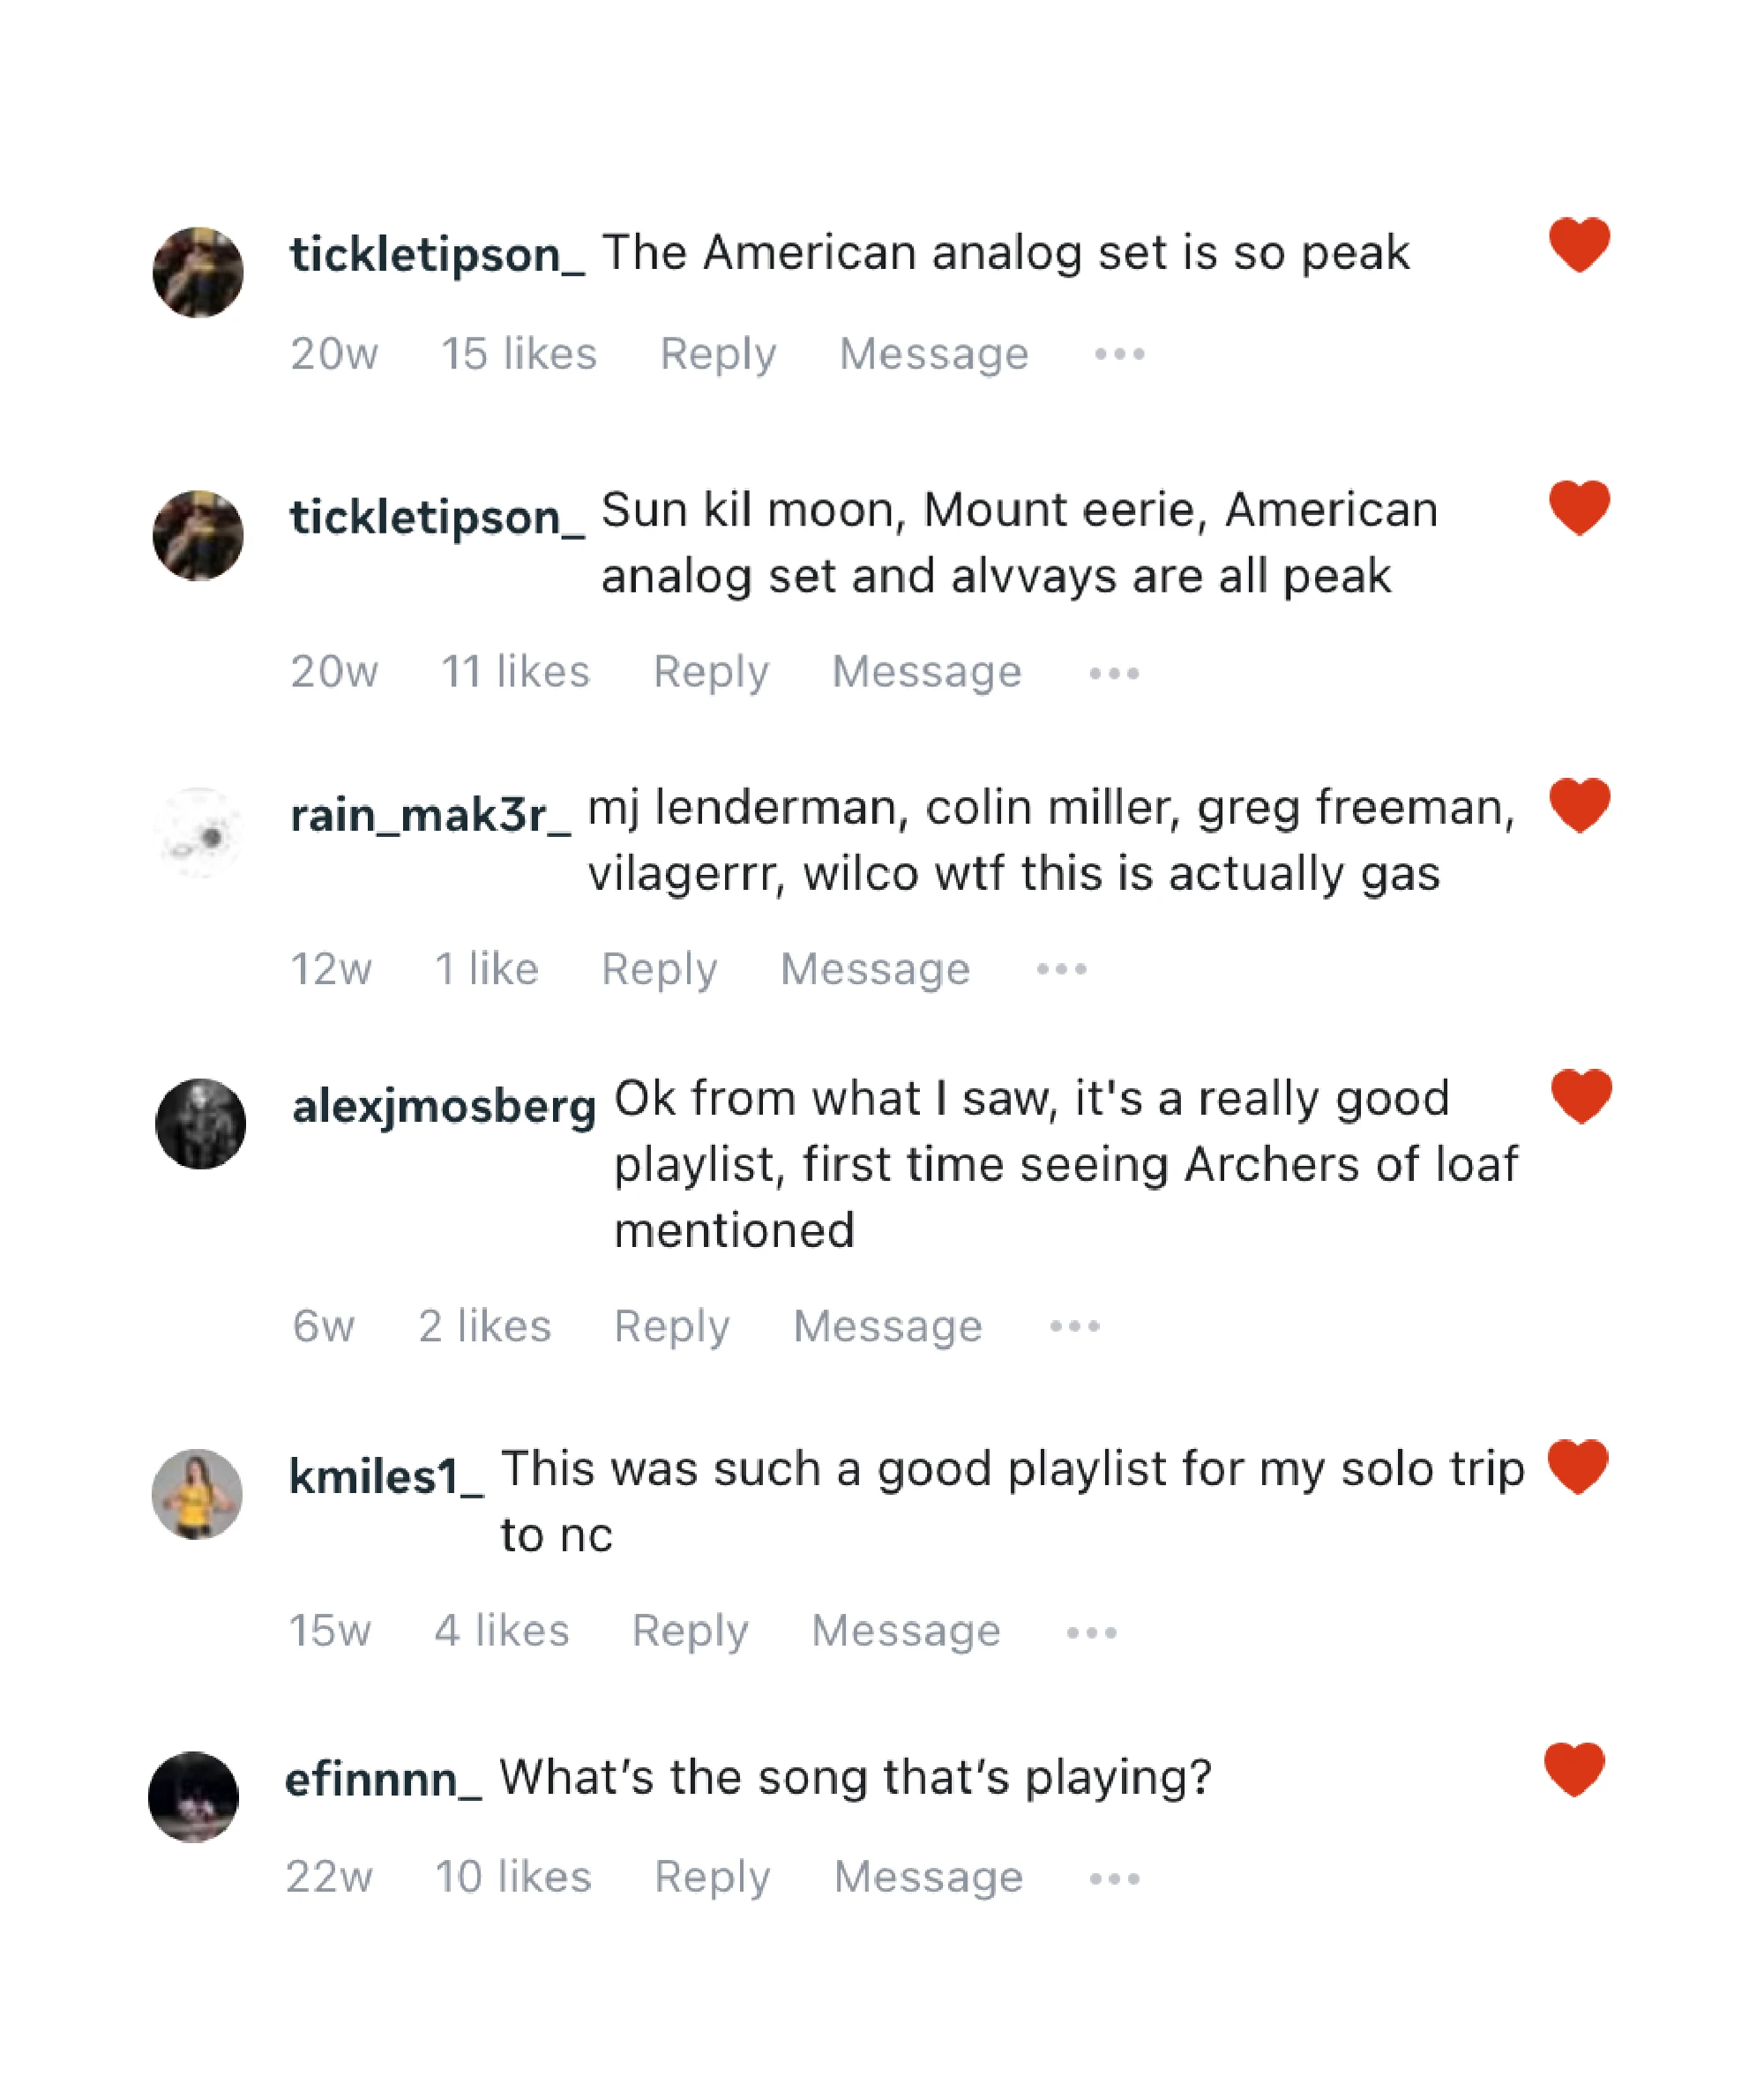 tickletipson_ The American analog set is so peak
20w 15 likes Reply Message
tickletipson_ Sun kil moon, Mount eerie, American
analog set and alvvays are all peak
20w 11 likes Reply Message
rain_mak3r_ mj lenderman, colin miller, greg freeman,
vilagerrr, wilco wtf this is actually gas
12w 1 like Reply Message
alexjmosberg Ok from what I saw, it's a really good
playlist, first time seeing Archers of loaf
mentioned
6w 2 likes Reply Message
kmiles1_ This was such a good playlist for my solo trip
to nc
15w 4 likes Reply Message
efinnnn_ What’s the song that’s playing?
22w 10 likes Reply Message